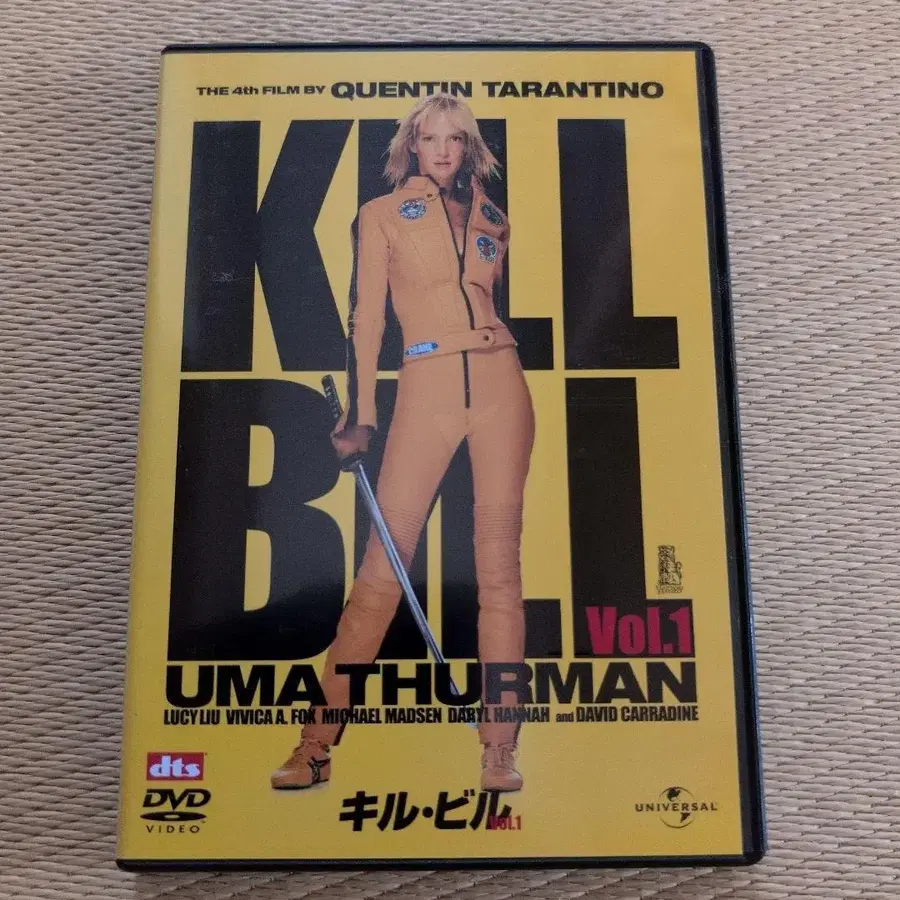 THE 4th FILM BY QUENTIN TARANTINO
KILL
BILL
Vol.1
UMA THURMAN
LUCY LIU VIVICA A. FOX MICHAEL MADSEN DARYL HANNAH and DAVID CARRADINE
dts
DVD
VIDEO
キル・ビル VOL.1
UNIVERSAL